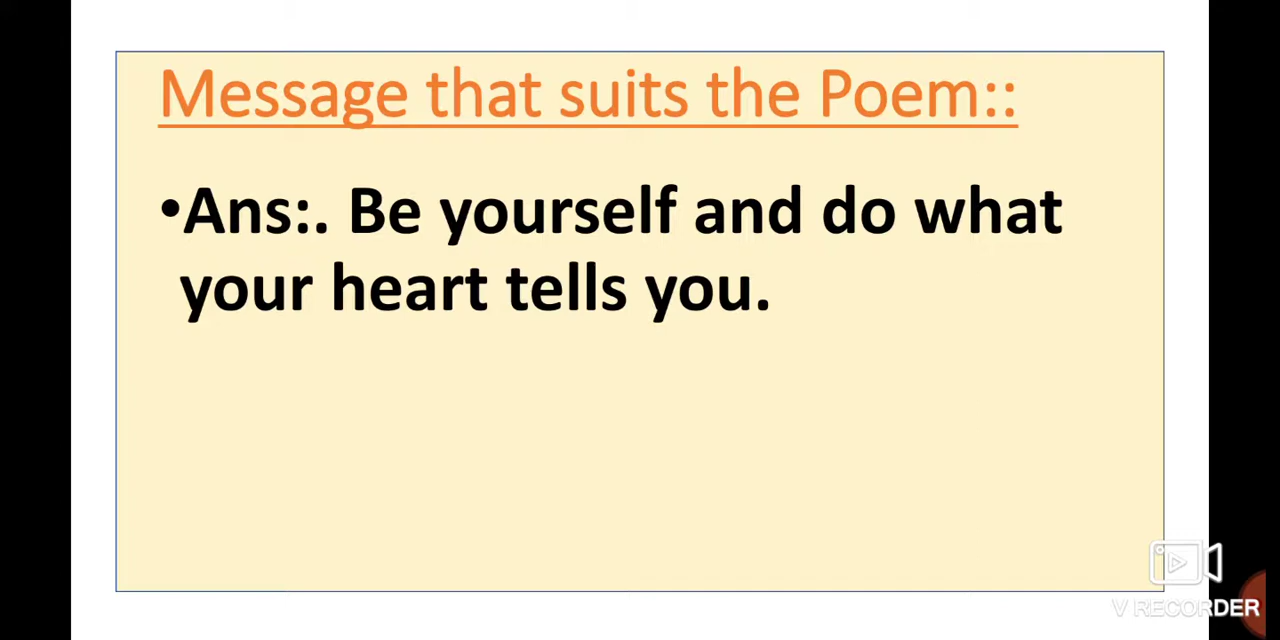 Message that suits the Poem::
•Ans:. Be yourself and do what
your heart tells you.
V RECORDER